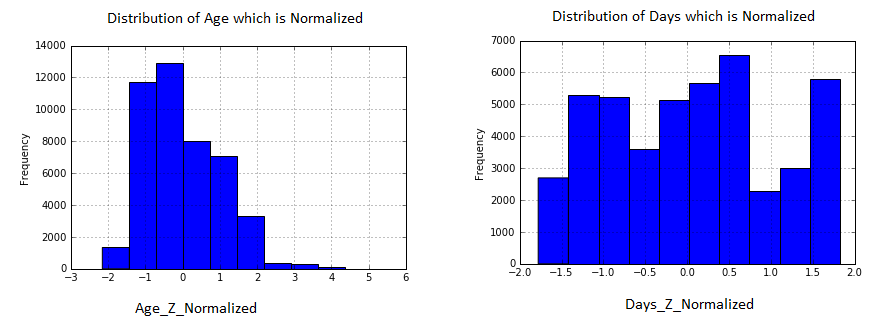 Distribution of Age which is Normalized
14000
12000
10000
8000
6000
4000
2000
0
Frequency
−3 −2 −1 0 1 2 3 4 5 6
Age_Z_Normalized
Distribution of Days which is Normalized
7000
6000
5000
4000
3000
2000
1000
0
Frequency
−2.0 −1.5 −1.0 −0.5 0.0 0.5 1.0 1.5 2.0
Days_Z_Normalized